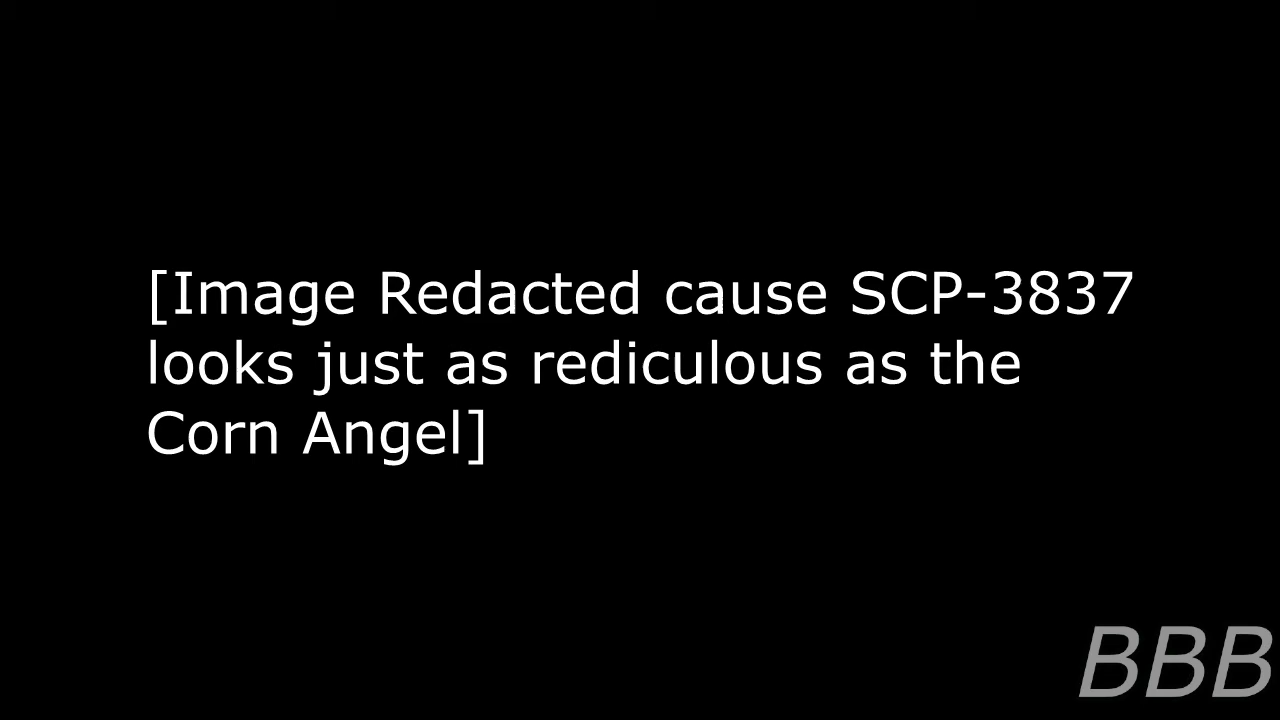 [Image Redacted cause SCP-3837
looks just as rediculous as the
Corn Angel]
BBB